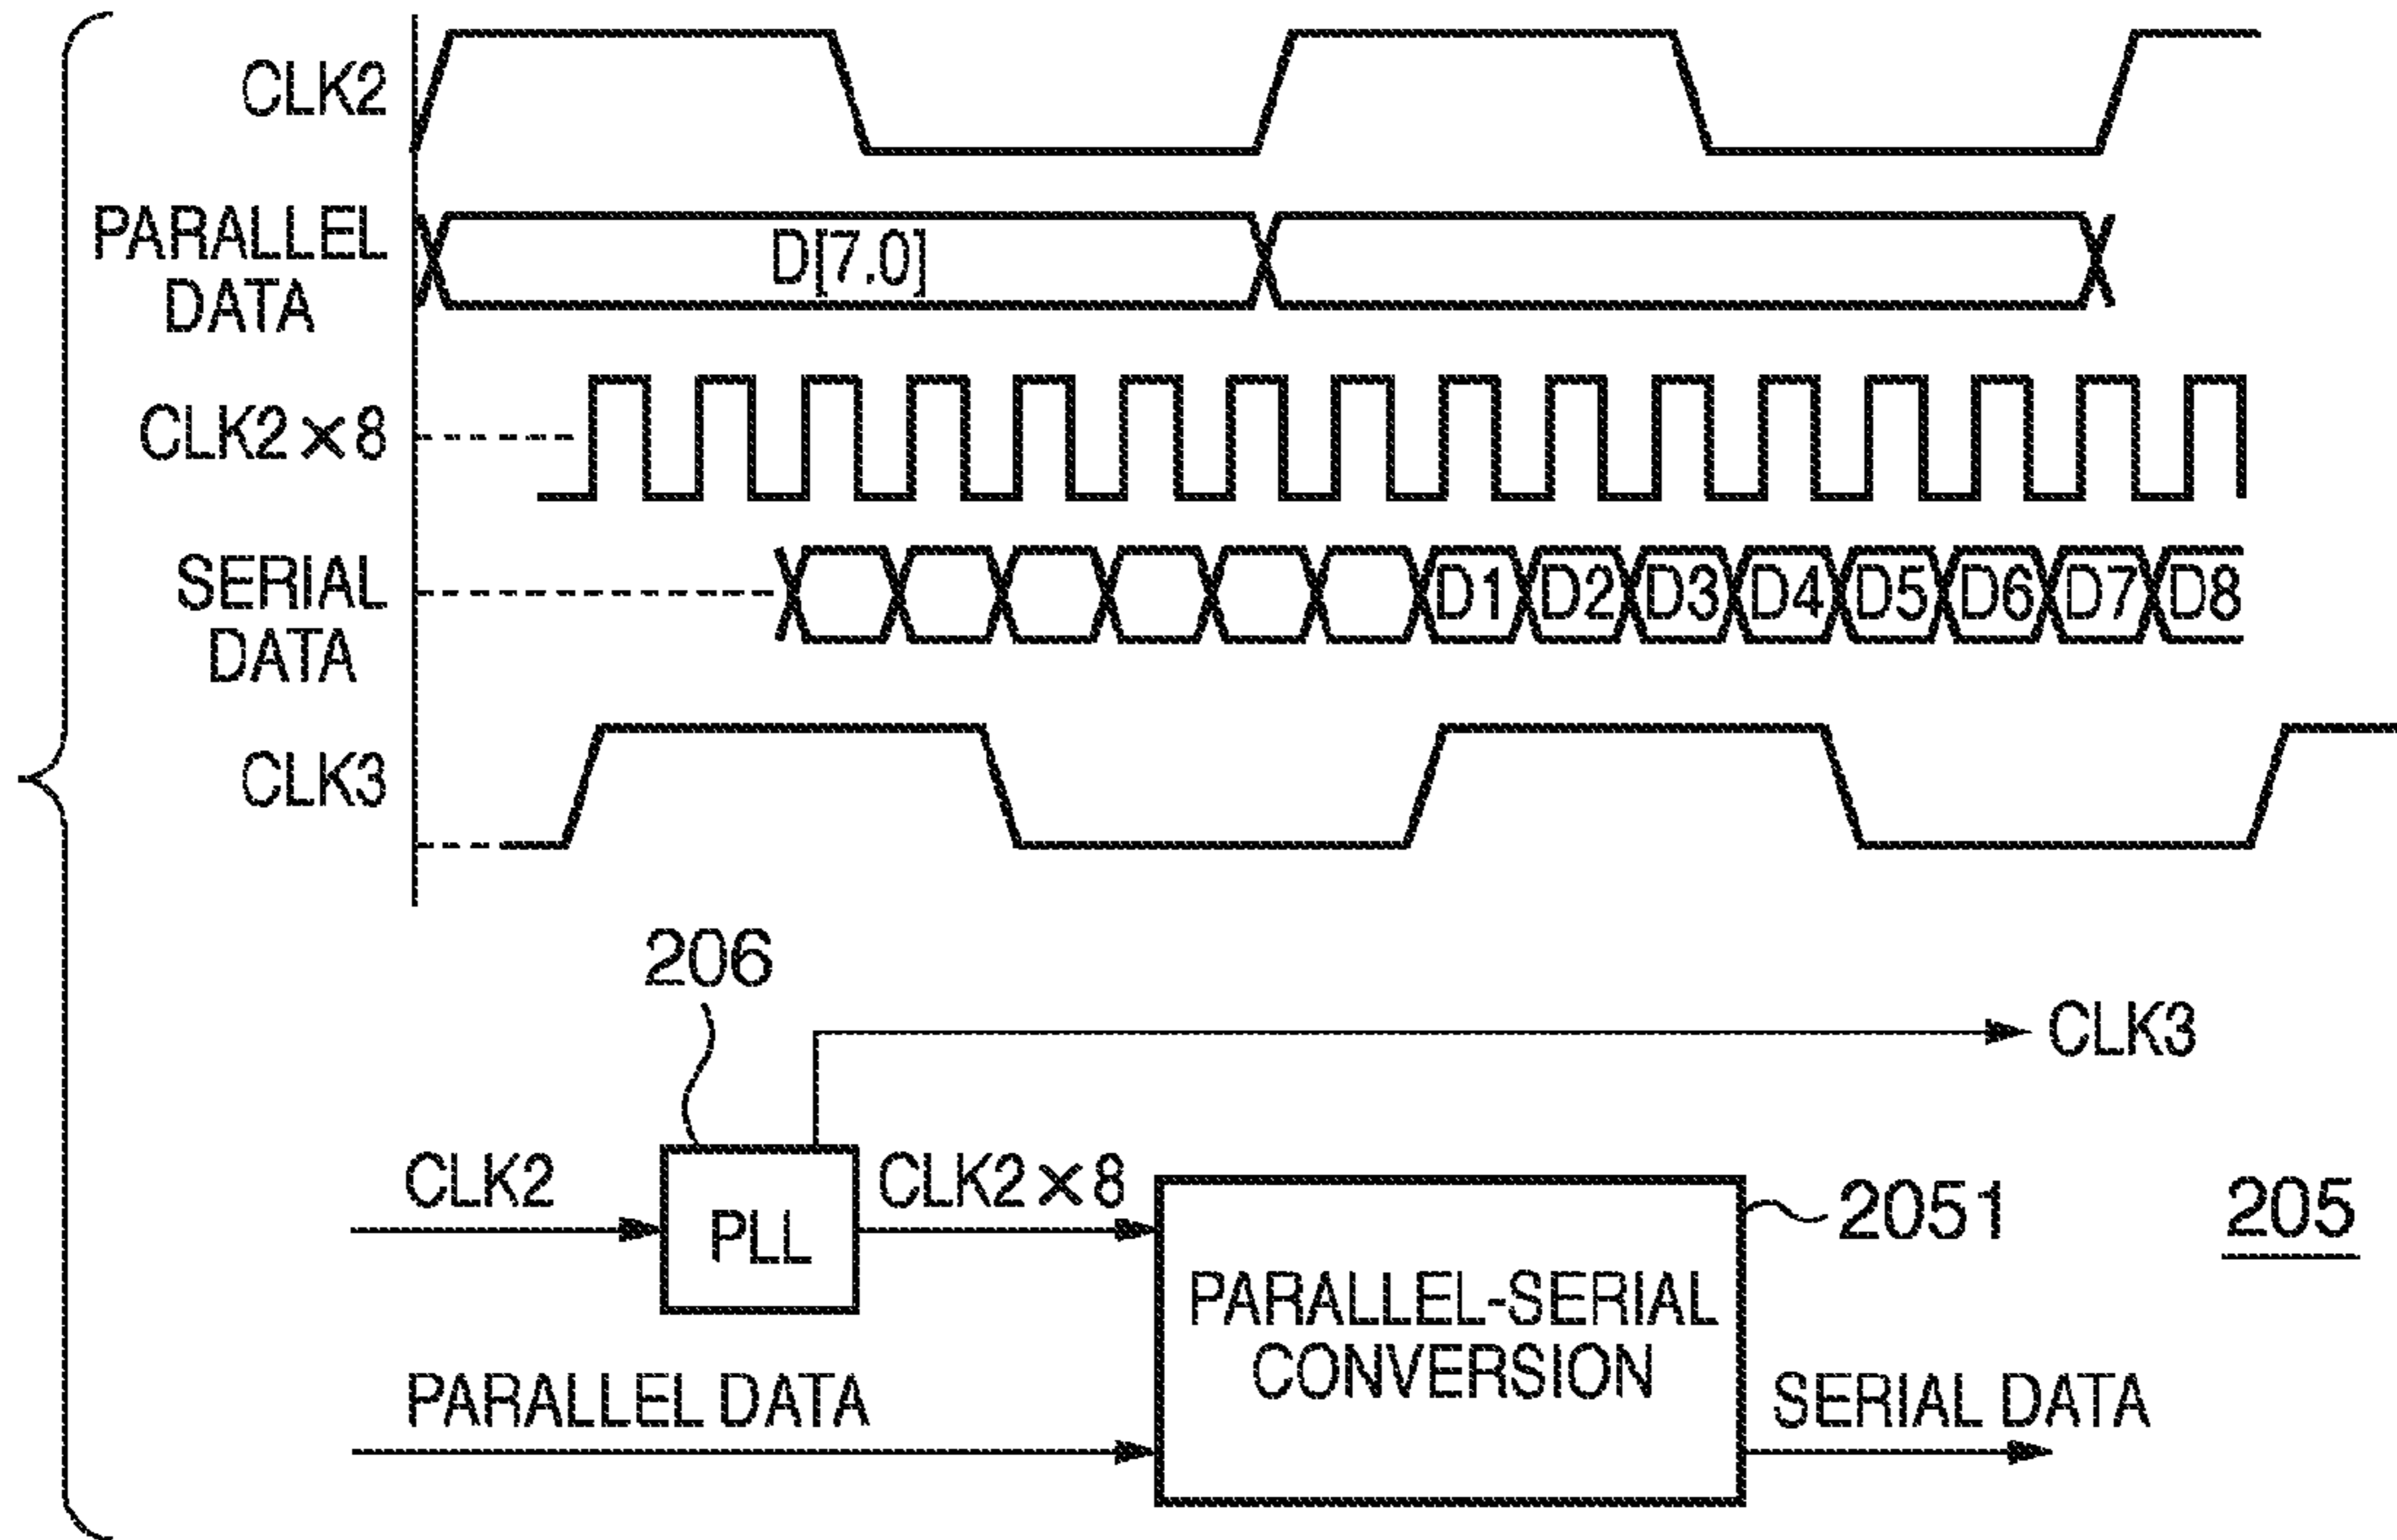 CLK2
PARALLEL
DATA
D[7.0]
CLK2×8
SERIAL
DATA
D1 D2 D3 D4 D5 D6 D7 D8
CLK3
206
CLK3
CLK2
PLL
CLK2×8
2051
205
PARALLEL-SERIAL
CONVERSION
PARALLEL DATA
SERIAL DATA